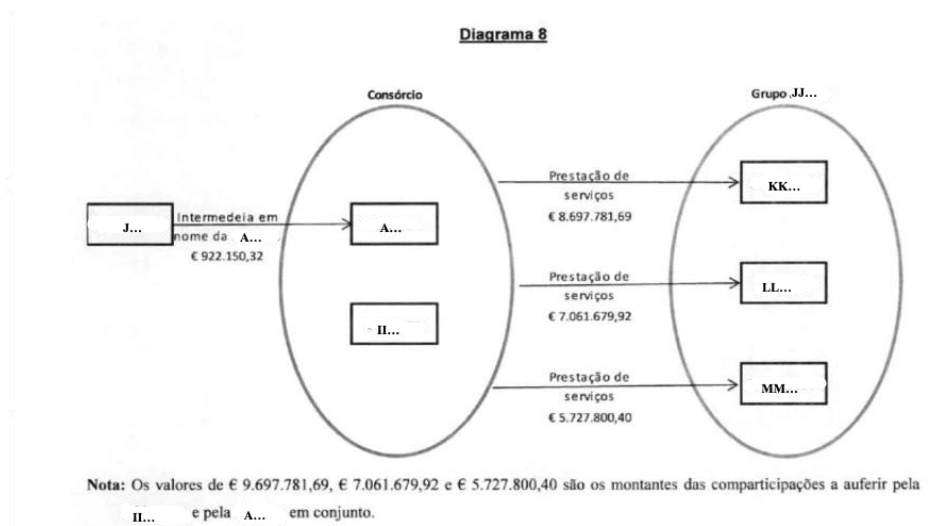 Diagrama 8
Consórcio
Grupo JJ...
Prestação de
serviços
€ 8.697.781,69
KK...
J...
Intermedeia em
nome da A...
€ 922.150,32
A...
Prestação de
serviços
€ 7.061.679,92
LL...
II...
Prestação de
serviços
€ 5.727.800,40
MM...
Nota: Os valores de € 9.697.781,69, € 7.061.679,92 e € 5.727.800,40 são os montantes das comparticipações a auferir pela
II... e pela A... em conjunto.